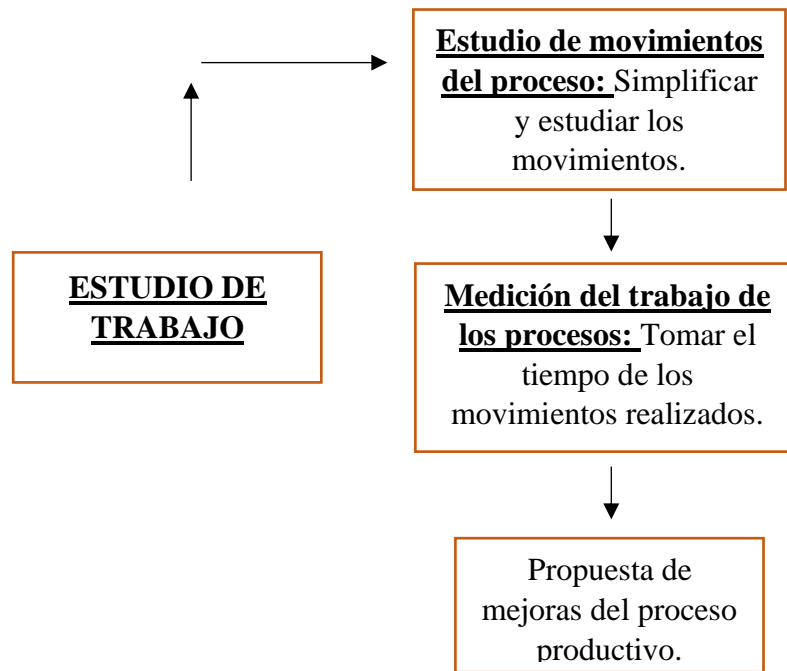 Estudio de movimientos
del proceso: Simplificar
y estudiar los
movimientos.
ESTUDIO DE
TRABAJO
Medición del trabajo de
los procesos: Tomar el
tiempo de los
movimientos realizados.
Propuesta de
mejoras del proceso
productivo.